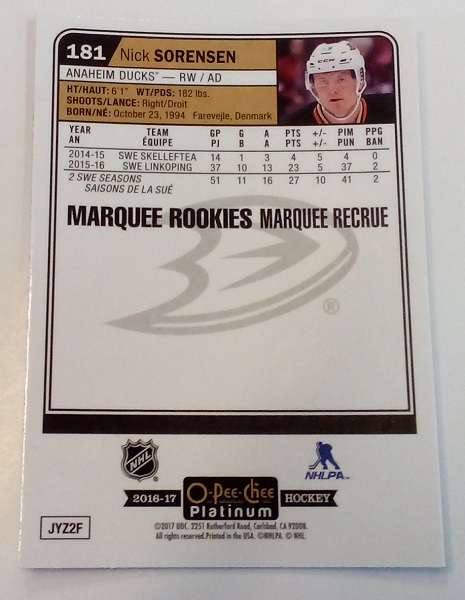 181 Nick SORENSEN
ANAHEIM DUCKS — RW / AD
HT/HAUT: 6'1" WT/PDS: 182 lbs.
SHOOTS/LANCE: Right/Droit
BORN/NÉ: October 23, 1994 Farevejle, Denmark
YEAR TEAM GP G A PTS +/- PIM PPG
AN ÉQUIPE PJ B A PTS +/- PUN BAN
2014-15 SWE SKELLEFTEA 14 1 3 4 5 4 0
2015-16 SWE LINKOPING 37 10 13 23 5 37 2
2 SWE SEASONS 51 11 16 27 10 41 2
SAISONS DE LA SUÉ
MARQUEE ROOKIES MARQUEE RECRUE
®
NHL
NHLPA
2016-17 O-Pee-Chee HOCKEY
Platinum
JYZ2F
©2017 UDC. 2251 Rutherford Road, Carlsbad, CA 92008.
All rights reserved. Printed in the USA. ©NHLPA. © NHL.